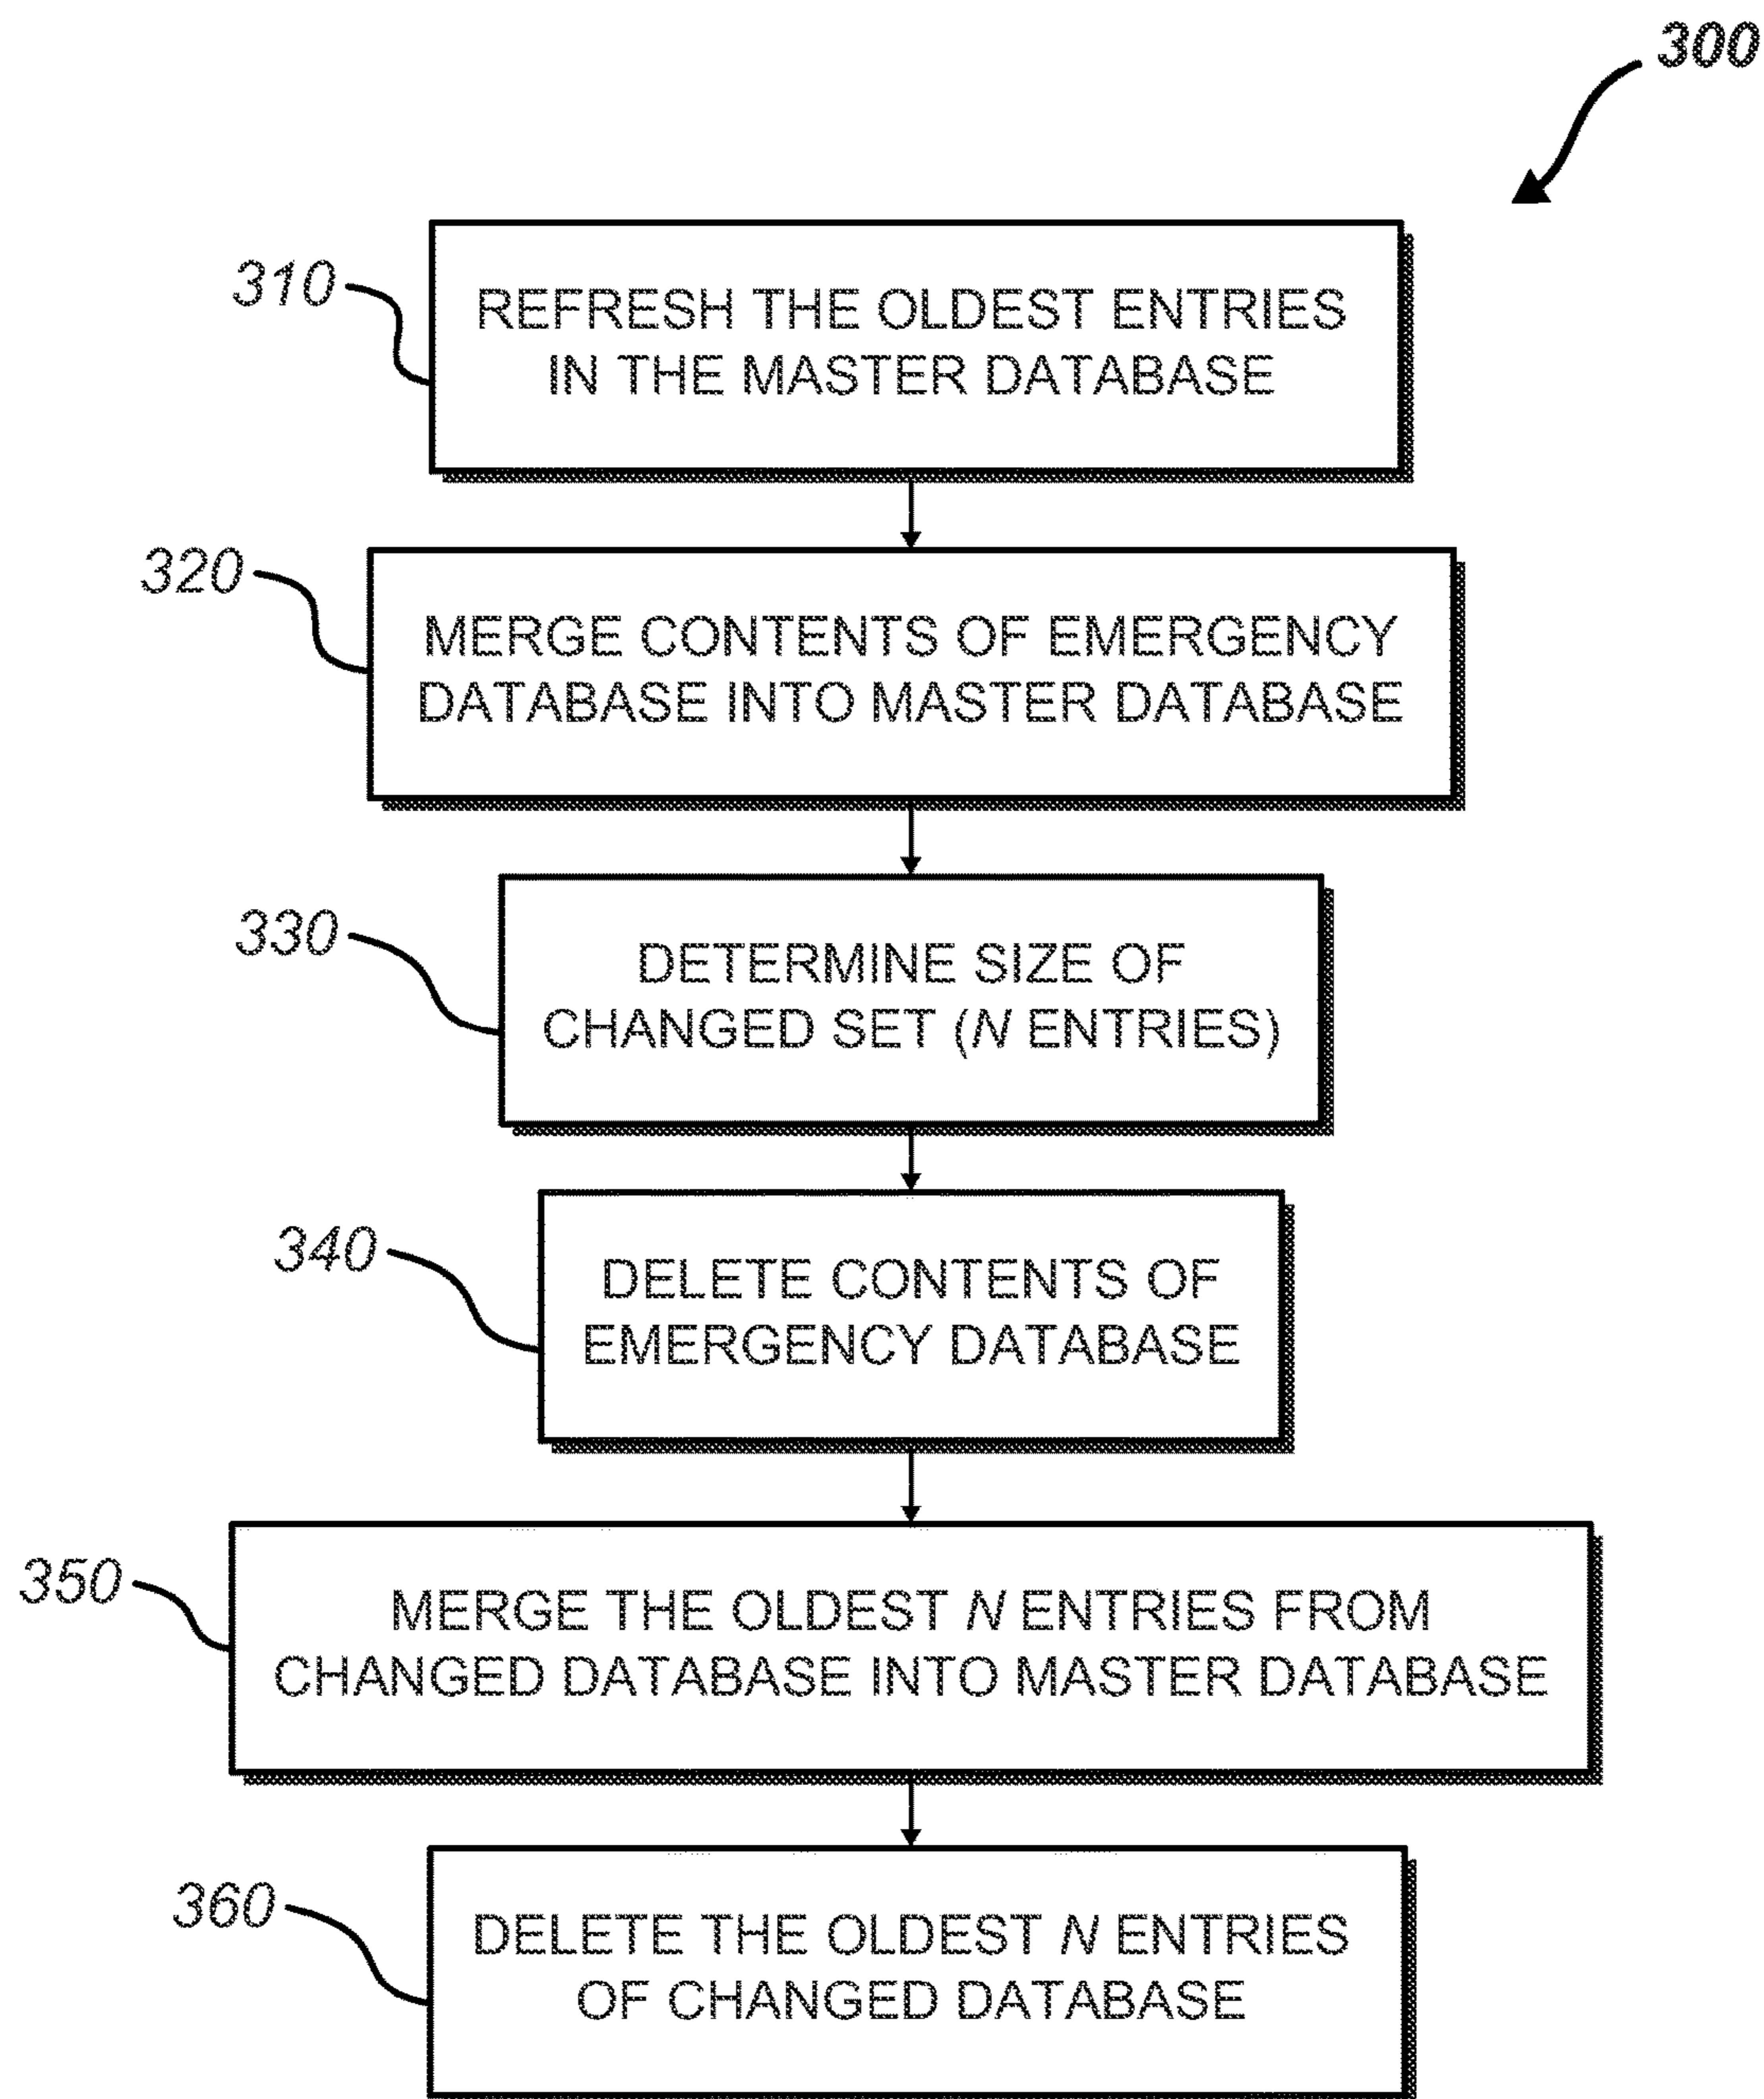 300
310
REFRESH THE OLDEST ENTRIES
IN THE MASTER DATABASE
320
MERGE CONTENTS OF EMERGENCY
DATABASE INTO MASTER DATABASE
330
DETERMINE SIZE OF
CHANGED SET (N ENTRIES)
340
DELETE CONTENTS OF
EMERGENCY DATABASE
350
MERGE THE OLDEST N ENTRIES FROM
CHANGED DATABASE INTO MASTER DATABASE
360
DELETE THE OLDEST N ENTRIES
OF CHANGED DATABASE